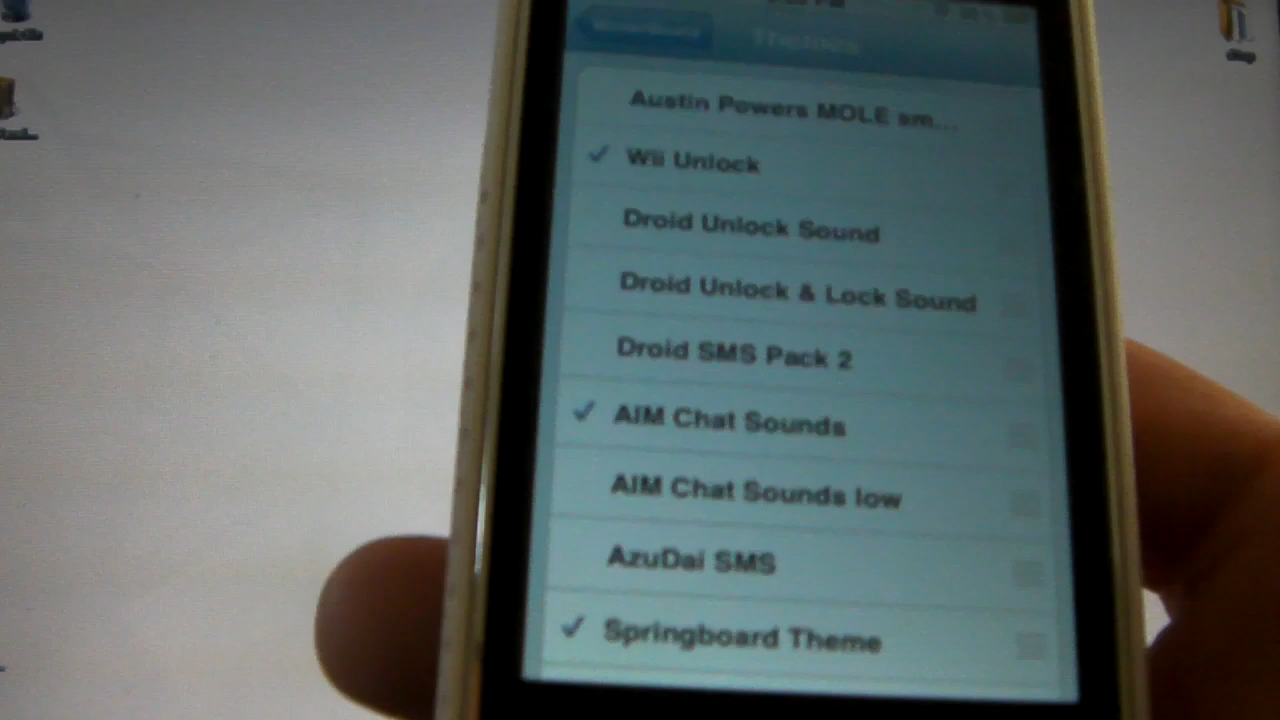 Themes
Austin Powers MOLE sm...
Wii Unlock
Droid Unlock Sound
Droid Unlock & Lock Sound
Droid SMS Pack 2
AIM Chat Sounds
AIM Chat Sounds low
AzuDai SMS
Springboard Theme